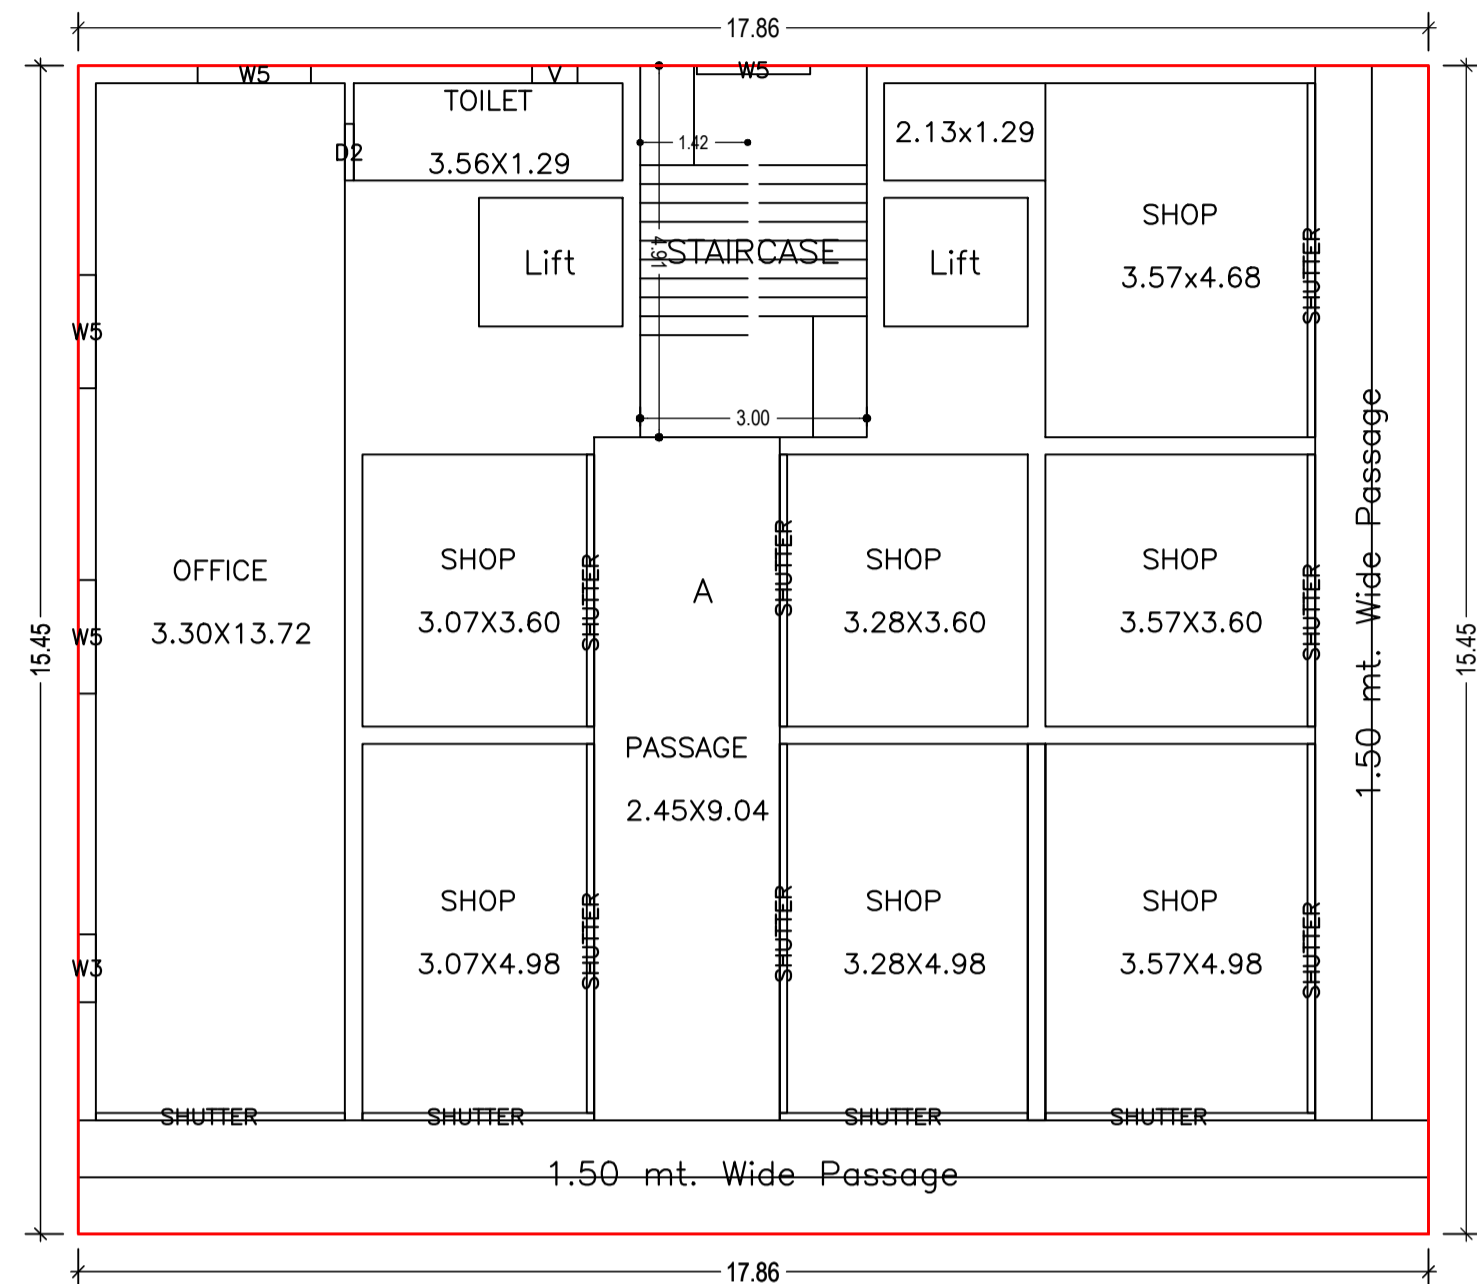 17.86
W5
V
W5
TOILET
3.56X1.29
D2
1.42
2.13x1.29
SHOP
3.57x4.68
SHUTTER
Lift
4.91
STAIRCASE
Lift
W5
3.00
1.50 mt. Wide Passage
OFFICE
3.30X13.72
W5
15.45
SHOP
3.07X3.60
SHUTTER
A
SHUTTER
SHOP
3.28X3.60
SHOP
3.57X3.60
SHUTTER
15.45
PASSAGE
2.45X9.04
W3
SHOP
3.07X4.98
SHUTTER
SHUTTER
SHOP
3.28X4.98
SHOP
3.57X4.98
SHUTTER
SHUTTER
SHUTTER
SHUTTER
SHUTTER
1.50 mt. Wide Passage
17.86